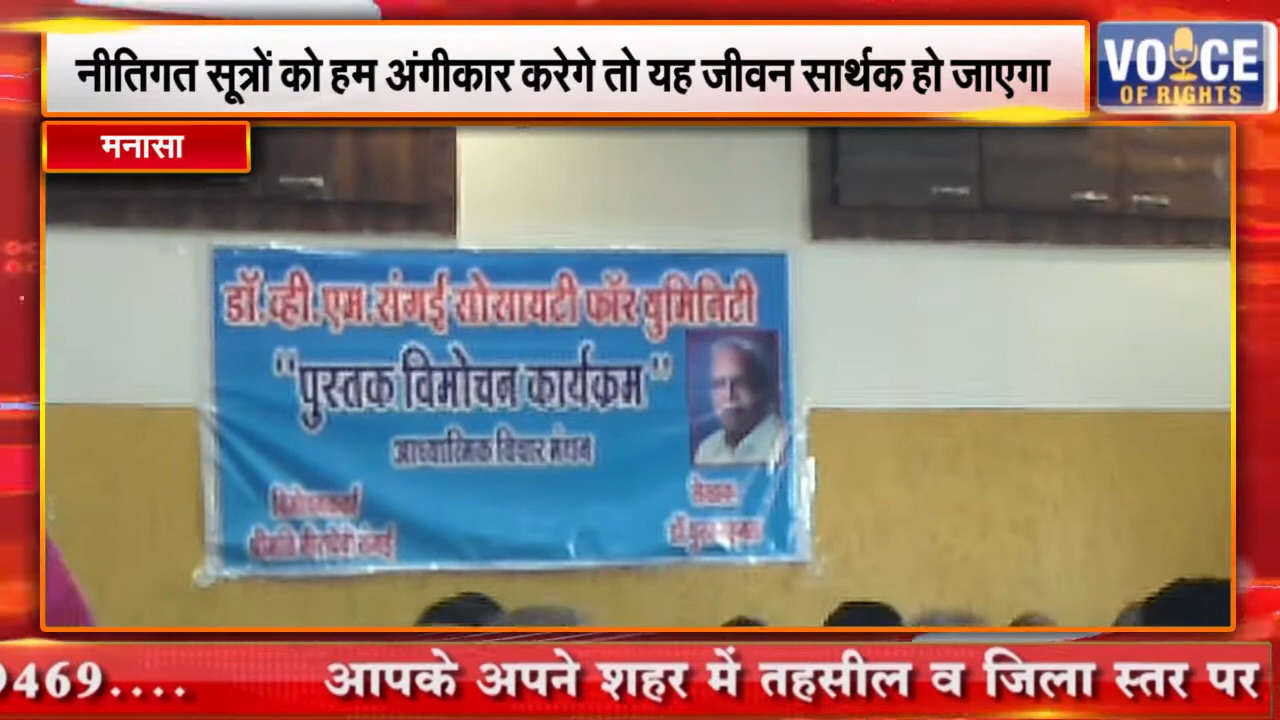 नीतिगत सूत्रों को हम अंगीकार करेगे तो यह जीवन सार्थक हो जाएगा
VOICE
OF RIGHTS
मनासा
डॉ. व्ही. एम. संगई सोसायटी फॉर युमिनिटी
"पुस्तक विमोचन कार्यक्रम"
आध्यात्मिक विचार मंथन
लेखक
9469....
आपके अपने शहर में तहसील व जिला स्तर पर